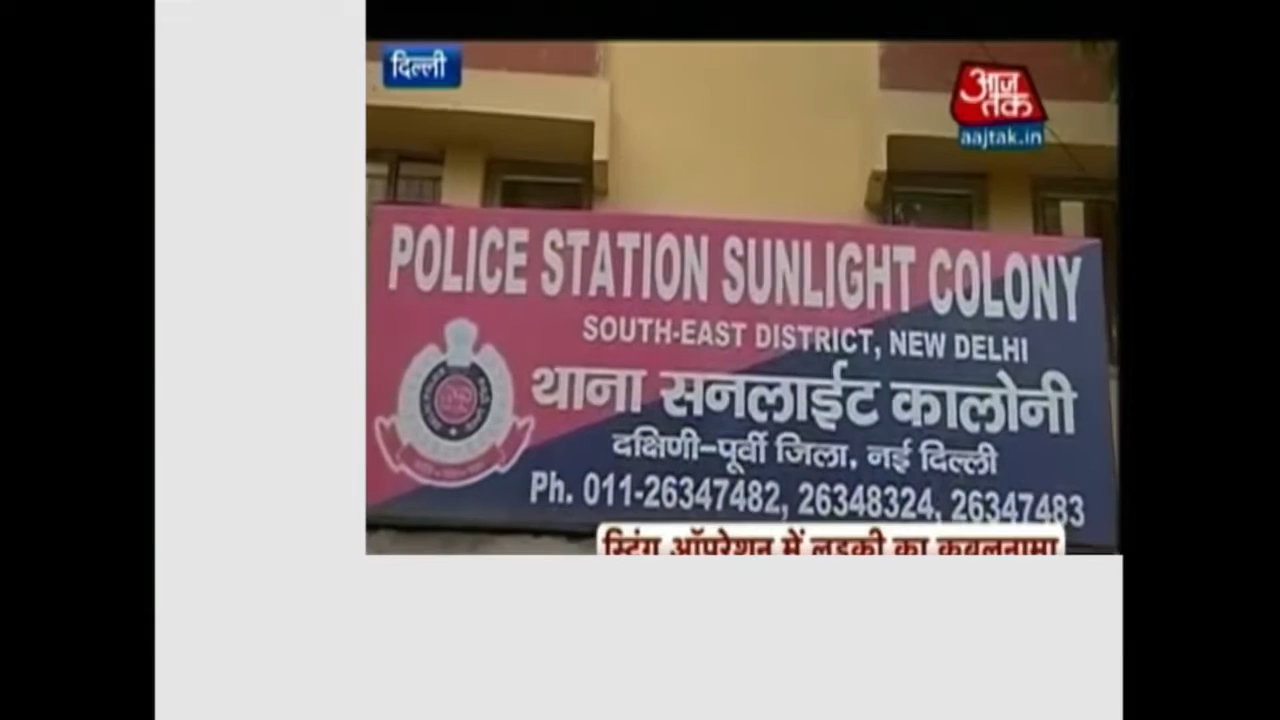 दिल्ली
आज
तक
aajtak.in
POLICE STATION SUNLIGHT COLONY
SOUTH-EAST DISTRICT, NEW DELHI
थाना सनलाईट कालोनी
दक्षिणी-पूर्वी जिला, नई दिल्ली
Ph. 011-26347482, 26348324, 26347483
स्टिंग ऑपरेशन में लड़की का कबूलनामा